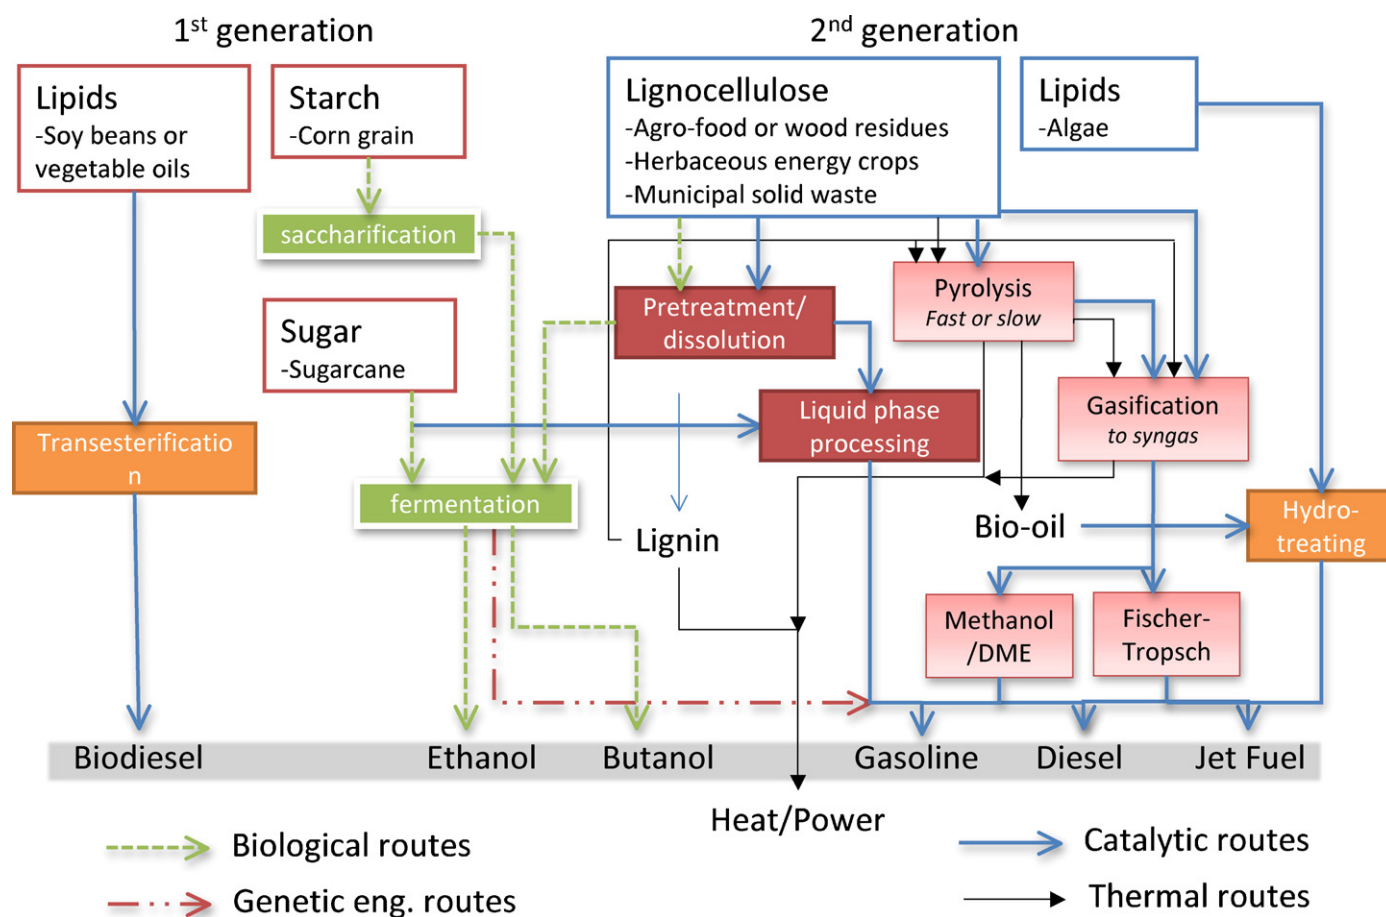 1st generation
2nd generation
Lipids
-Soy beans or
vegetable oils
Starch
-Corn grain
Lignocellulose
-Agro-food or wood residues
-Herbaceous energy crops
-Municipal solid waste
Lipids
-Algae
saccharification
Pretreatment/
dissolution
Pyrolysis
Fast or slow
Sugar
-Sugarcane
Liquid phase
processing
Gasification
to syngas
Transesterificatio
n
fermentation
Lignin
Bio-oil
Hydro-
treating
Methanol
/DME
Fischer-
Tropsch
Biodiesel
Ethanol
Butanol
Gasoline
Diesel
Jet Fuel
Heat/Power
Biological routes
Catalytic routes
Genetic eng. routes
Thermal routes